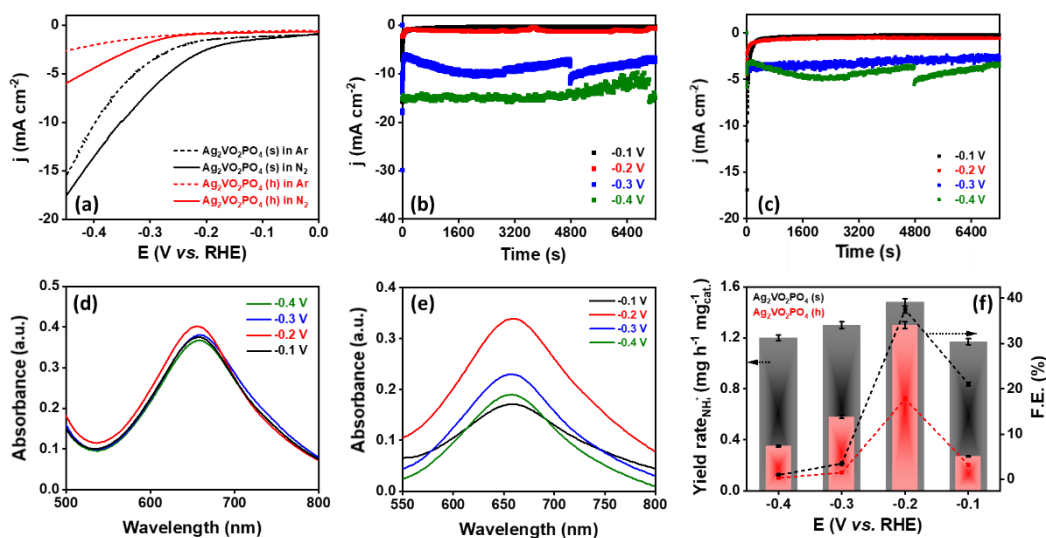 0
-5
-10
-15
-20
j (mA cm⁻²)
Ag₂VO₂PO₄ (s) in Ar
Ag₂VO₂PO₄ (s) in N₂
Ag₂VO₂PO₄ (h) in Ar
Ag₂VO₂PO₄ (h) in N₂
(a)
-0.4 -0.3 -0.2 -0.1 0.0
E (V vs. RHE)
0
-10
-20
-30
-40
j (mA cm⁻²)
-0.1 V
-0.2 V
-0.3 V
-0.4 V
(b)
0 1600 3200 4800 6400
Time (s)
0
-5
-10
-15
-20
j (mA cm⁻²)
-0.1 V
-0.2 V
-0.3 V
-0.4 V
(c)
0 1600 3200 4800 6400
Time (s)
0.5
0.4
0.3
0.2
0.1
0.0
Absorbance (a.u.)
(d)
-0.4 V
-0.3 V
-0.2 V
-0.1 V
500 600 700 800
Wavelength (nm)
0.4
0.3
0.2
0.1
0.0
Absorbance (a.u.)
(e)
-0.1 V
-0.2 V
-0.3 V
-0.4 V
550 600 650 700 750 800
Wavelength (nm)
1.6
1.2
0.8
0.4
0.0
Ag₂VO₂PO₄ (s)
Ag₂VO₂PO₄ (h)
(f)
40
30
20
10
0
F.E. (%)
-0.4 -0.3 -0.2 -0.1
E (V vs. RHE)